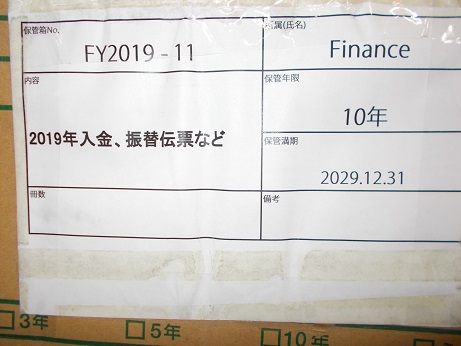 保管箱No.
FY2019 - 11
所属(氏名)
Finance
内容
2019年入金、振替伝票など
保管年限
10年
保管満期
2029.12.31
冊数
備考
□3年
□5年
□10年